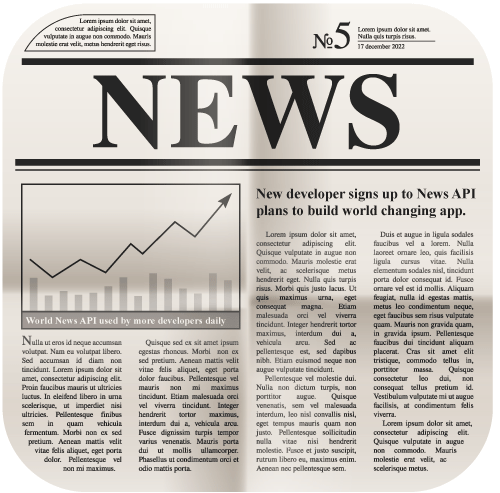 Lorem ipsum dolor sit amet,
consectetur adipiscing elit. Quisque
vulputate in augue non commodo. Mauris
molestie erat velit, metus hendrerit eget risus.
№5
Lorem ipsum dolor sit amet.
Nulla quis turpis risus.
17 december 2022
NEWS
World News API used by more developers daily
Nulla ut eros id neque accumsan
volutpat. Nam eu volutpat libero.
Sed accumsan diam in diam
tincidunt. Lorem ipsum dolor sit
amet, consectetur adipiscing elit.
Proin faucibus mauris ut ultricies
luctus. In eleifend libero in urna
scelerisque, ut imperdiet nisi
ultricies. Pellentesque finibus
sem in quam vehicula
fermentum. Morbi non ex sed
pretium. Aenean mattis velit
vitae felis aliquet, eget porta
dolor. Pellentesque vel
non mi maximus.
Quisque sed ex sit amet ipsum
egestas rhoncus. Morbi non ex
sed pretium. Aenean mattis velit
vitae felis aliquet, eget porta
dolor faucibus. Pellentesque vel
mauris non mi maximus
tincidunt. Etiam maximus orci
vel viverra tincidunt. Integer
hendrerit tortor maximus,
interdum dui a, vehicula arcu.
Fusce dignissim turpis tempor
varius venenatis. Mauris porta
dui ut mollis ullamcorper.
Phasellus ut condimentum orci et
odio mattis porta.
New developer signs up to News API
plans to build world changing app.
Lorem ipsum dolor sit amet,
consectetur adipiscing elit.
Quisque vulputate in augue non
commodo. Mauris molestie erat
velit, ac scelerisque metus
hendrerit eget. Nulla quis turpis
risus. Morbi quis justo lacus. Ut
quis maximus urna, eget
consequat magna. Etiam
maximus orci vel viverra
tincidunt. Integer hendrerit tortor
maximus, interdum dui a,
vehicula arcu. Sed ac
pellentesque est, sed dapibus
nibh. Etiam euismod neque non
augue vulputate tincidunt.
Pellentesque vel molestie dui.
Nulla non dictum turpis, non
porttitor augue. Quisque
venenatis, sem vel malesuada
interdum, leo nisi convallis nisi,
eget tempus mauris quam non
justo. Pellentesque sollicitudin
nulla vitae nisi hendrerit
molestie. Fusce et justo suscipit,
rutrum libero eu, maximus enim.
Aenean nec pellentesque sem.
Duis et augue in ligula sodales
faucibus vel a lorem. Nulla
laoreet ornare leo, quis facilisis
ligula cursus vitae. Nulla
elementum sodales nisl, tincidunt
porta dolor consequat id. Fusce
ornare vel est id mollis. Aliquam
feugiat, nulla id egestas mattis,
metus leo condimentum neque,
eget faucibus sem risus vulputate
quam. Mauris non gravida quam,
in gravida ipsum. Pellentesque
faucibus dui tincidunt aliquam
placerat. Cras sit amet elit
tristique, commodo tellus in,
porttitor massa. Quisque
consectetur leo dui, non
consequat tellus pretium id.
Vestibulum vulputate mi ut augue
facilisis, at condimentum felis
viverra.
Lorem ipsum dolor sit amet,
consectetur adipiscing elit.
Quisque vulputate in augue
non commodo. Mauris
molestie erat velit, ac
scelerisque metus.